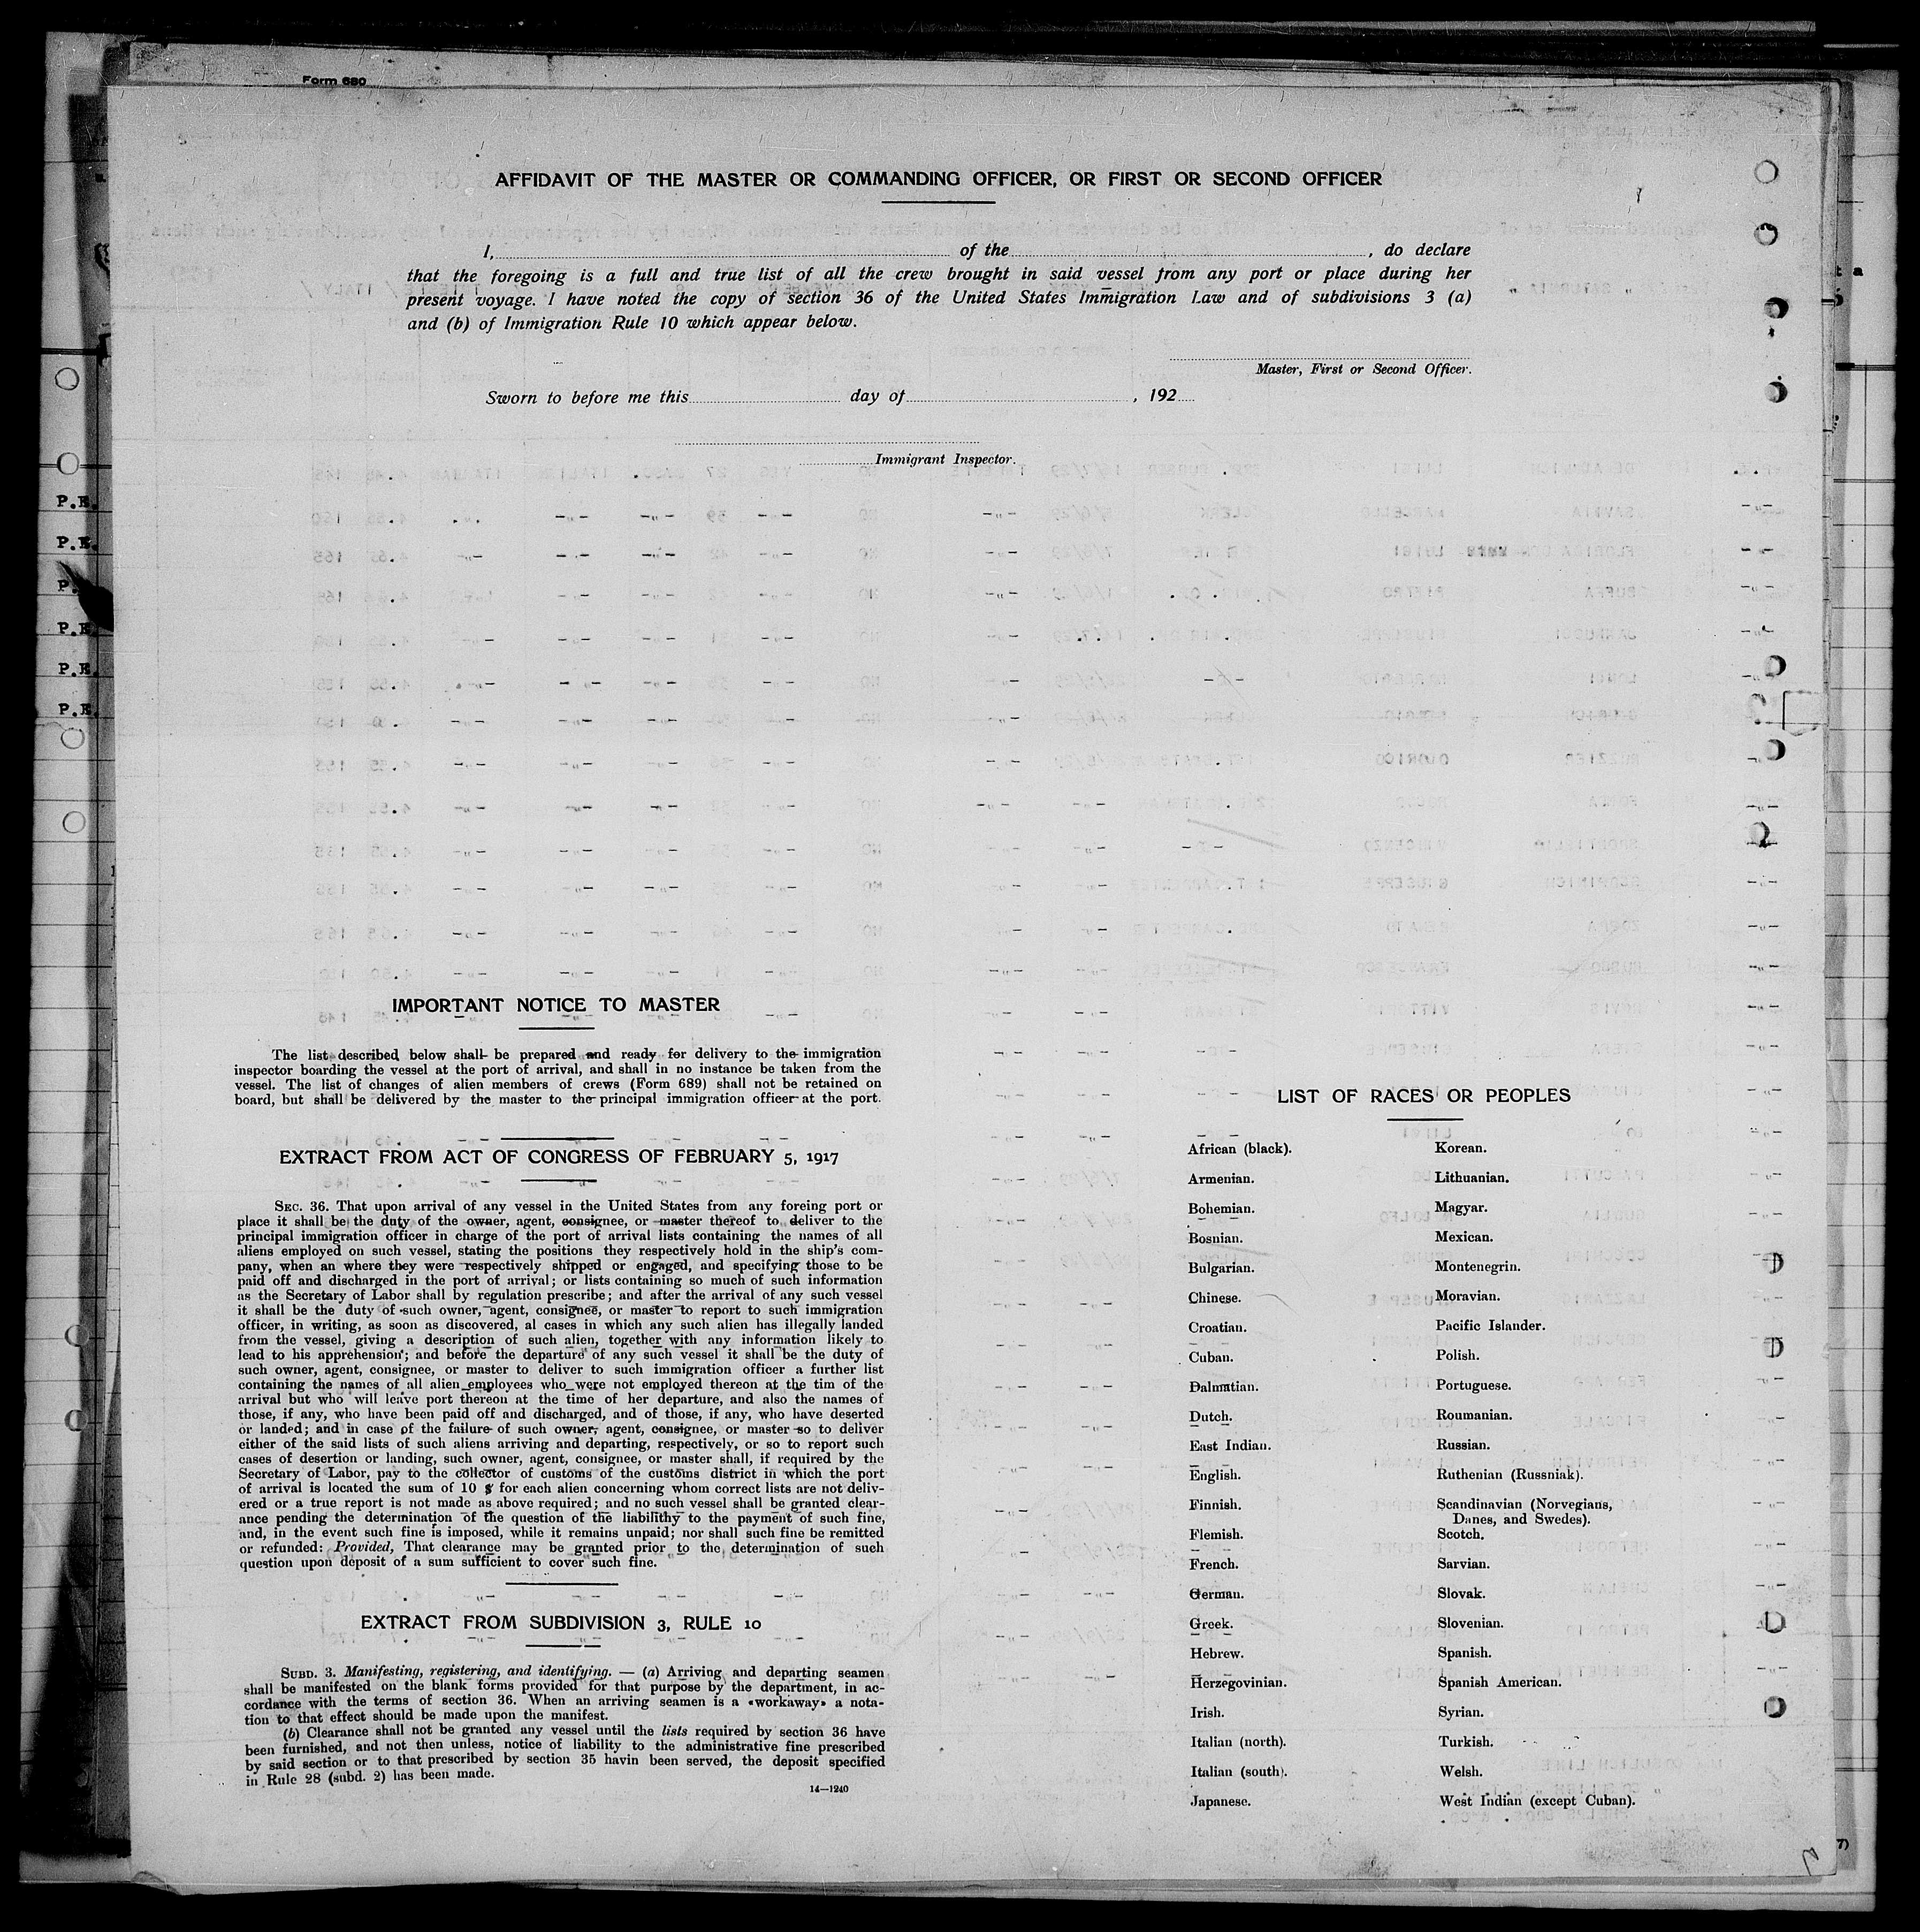 Form 680
AFFIDAVIT OF THE MASTER OR COMMANDING OFFICER, OR FIRST OR SECOND OFFICER
I, of the , do declare
that the foregoing is a full and true list of all the crew brought in said vessel from any port or place during her
present voyage. I have noted the copy of section 36 of the United States Immigration Law and of subdivisions 3 (a)
and (b) of Immigration Rule 10 which appear below.
Master, First or Second Officer.
Sworn to before me this day of , 192
Immigrant Inspector.
P.E.
P.E.
P.
P.E.
P.E.
P.E.
IMPORTANT NOTICE TO MASTER
The list described below shall be prepared and ready for delivery to the immigration
inspector boarding the vessel at the port of arrival, and shall in no instance be taken from the
vessel. The list of changes of alien members of crews (Form 689) shall not be retained on
board, but shall be delivered by the master to the principal immigration officer at the port.
EXTRACT FROM ACT OF CONGRESS OF FEBRUARY 5, 1917
SEC. 36. That upon arrival of any vessel in the United States from any foreing port or
place it shall be the duty of the owner, agent, consignee, or master thereof to deliver to the
principal immigration officer in charge of the port of arrival lists containing the names of all
aliens employed on such vessel, stating the positions they respectively hold in the ship's com-
pany, when an where they were respectively shipped or engaged, and specifying those to be
paid off and discharged in the port of arrival; or lists containing so much of such information
as the Secretary of Labor shall by regulation prescribe; and after the arrival of any such vessel
it shall be the duty of such owner, agent, consignee, or master to report to such immigration
officer, in writing, as soon as discovered, al cases in which any such alien has illegally landed
from the vessel, giving a description of such alien, together with any information likely to
lead to his apprehension; and before the departure of any such vessel it shall be the duty of
such owner, agent, consignee, or master to deliver to such immigration officer a further list
containing the names of all alien employees who were not employed thereon at the tim of the
arrival but who will leave port thereon at the time of her departure, and also the names of
those, if any, who have been paid off and discharged, and of those, if any, who have deserted
or landed; and in case of the failure of such owner, agent, consignee, or master so to deliver
either of the said lists of such aliens arriving and departing, respectively, or so to report such
cases of desertion or landing, such owner, agent, consignee, or master shall, if required by the
Secretary of Labor, pay to the collector of customs of the customs district in which the port
of arrival is located the sum of 10 $ for each alien concerning whom correct lists are not deliv-
ered or a true report is not made as above required; and no such vessel shall be granted clear-
ance pending the determination of the question of the liabilithy to the payment of such fine,
and, in the event such fine is imposed, while it remains unpaid; nor shall such fine be remitted
or refunded: Provided, That clearance may be granted prior to the determination of such
question upon deposit of a sum sufficient to cover such fine.
EXTRACT FROM SUBDIVISION 3, RULE 10
SUBD. 3. Manifesting, registering, and identifying. — (a) Arriving and departing seamen
shall be manifested on the blank forms provided for that purpose by the department, in ac-
cordance with the terms of section 36. When an arriving seamen is a «workaway» a nota-
tion to that effect should be made upon the manifest.
(b) Clearance shall not be granted any vessel until the lists required by section 36 have
been furnished, and not then unless, notice of liability to the administrative fine prescribed
by said section or to that prescribed by section 35 havin been served, the deposit specified
in Rule 28 (subd. 2) has been made.
14—1240
LIST OF RACES OR PEOPLES
African (black).
Armenian.
Bohemian.
Bosnian.
Bulgarian.
Chinese.
Croatian.
Cuban.
Dalmatian.
Dutch.
East Indian.
English.
Finnish.
Flemish.
French.
German.
Greek.
Hebrew.
Herzegovinian.
Irish.
Italian (north).
Italian (south).
Japanese.
Korean.
Lithuanian.
Magyar.
Mexican.
Montenegrin.
Moravian.
Pacific Islander.
Polish.
Portuguese.
Roumanian.
Russian.
Ruthenian (Russniak).
Scandinavian (Norvegians,
Danes, and Swedes).
Scotch.
Sarvian.
Slovak.
Slovenian.
Spanish.
Spanish American.
Syrian.
Turkish.
Welsh.
West Indian (except Cuban).